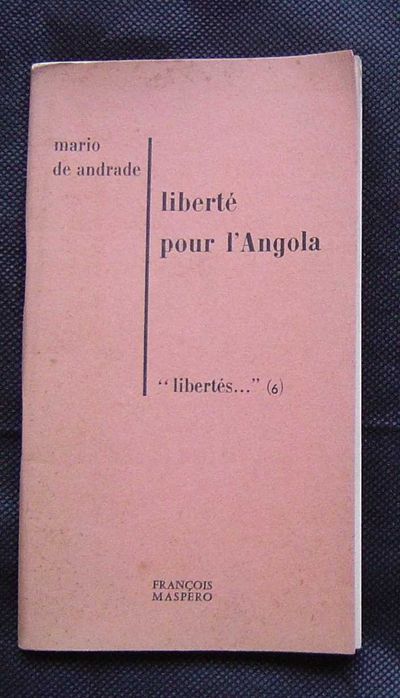 mario
de andrade
liberté
pour l'Angola
“libertés...” (6)
FRANÇOIS
MASPERO